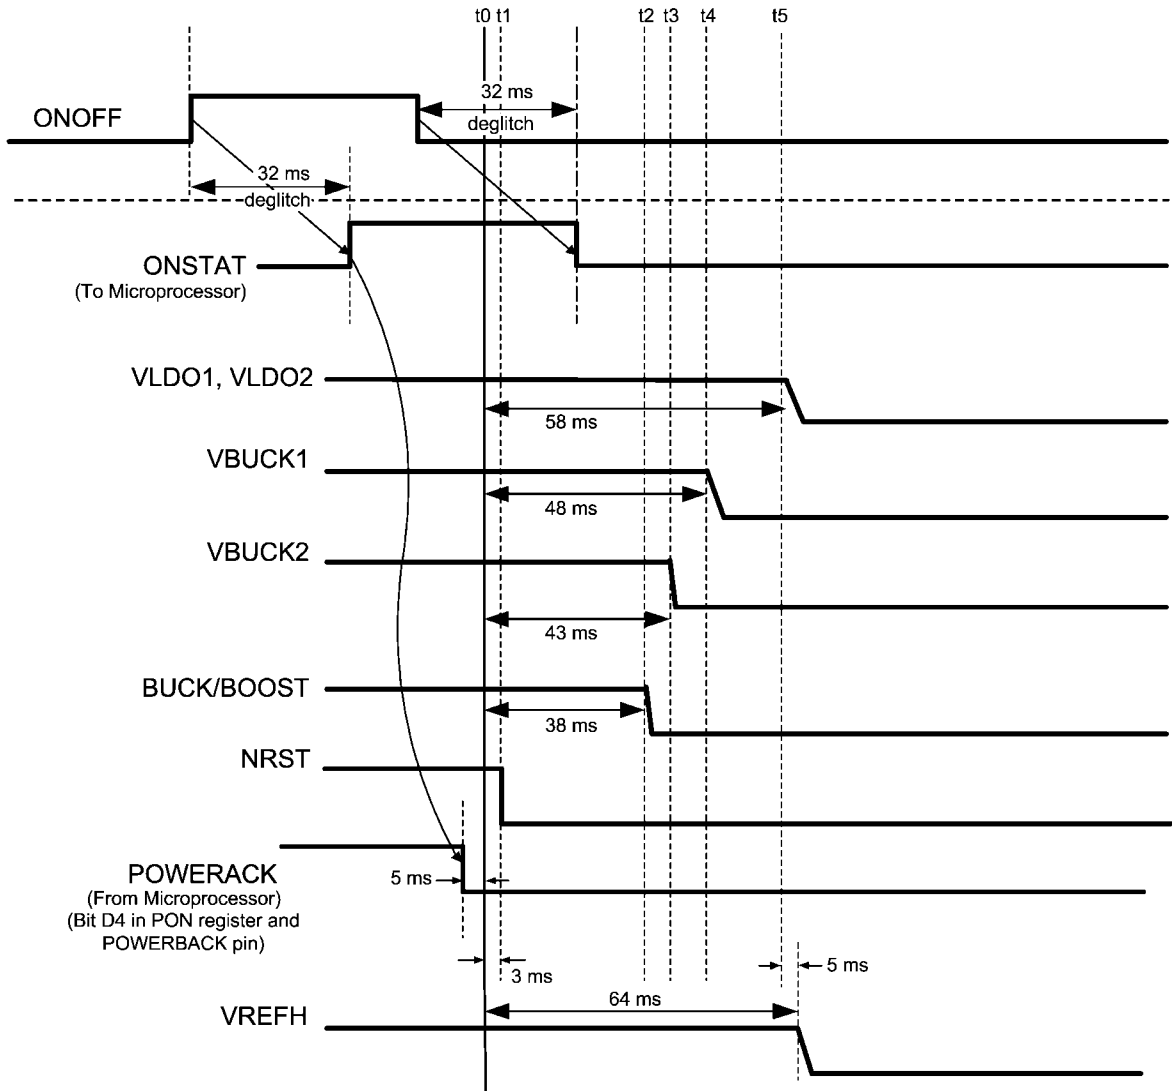 t0 t1 t2 t3 t4 t5
32 ms
ONOFF
deglitch
32 ms
deglitch
ONSTAT
(To Microprocessor)
VLDO1, VLDO2
58 ms
VBUCK1
48 ms
VBUCK2
43 ms
BUCK/BOOST
38 ms
NRST
POWERACK
5 ms
(From Microprocessor)
(Bit D4 in PON register and
POWERBACK pin)
3 ms
5 ms
64 ms
VREFH